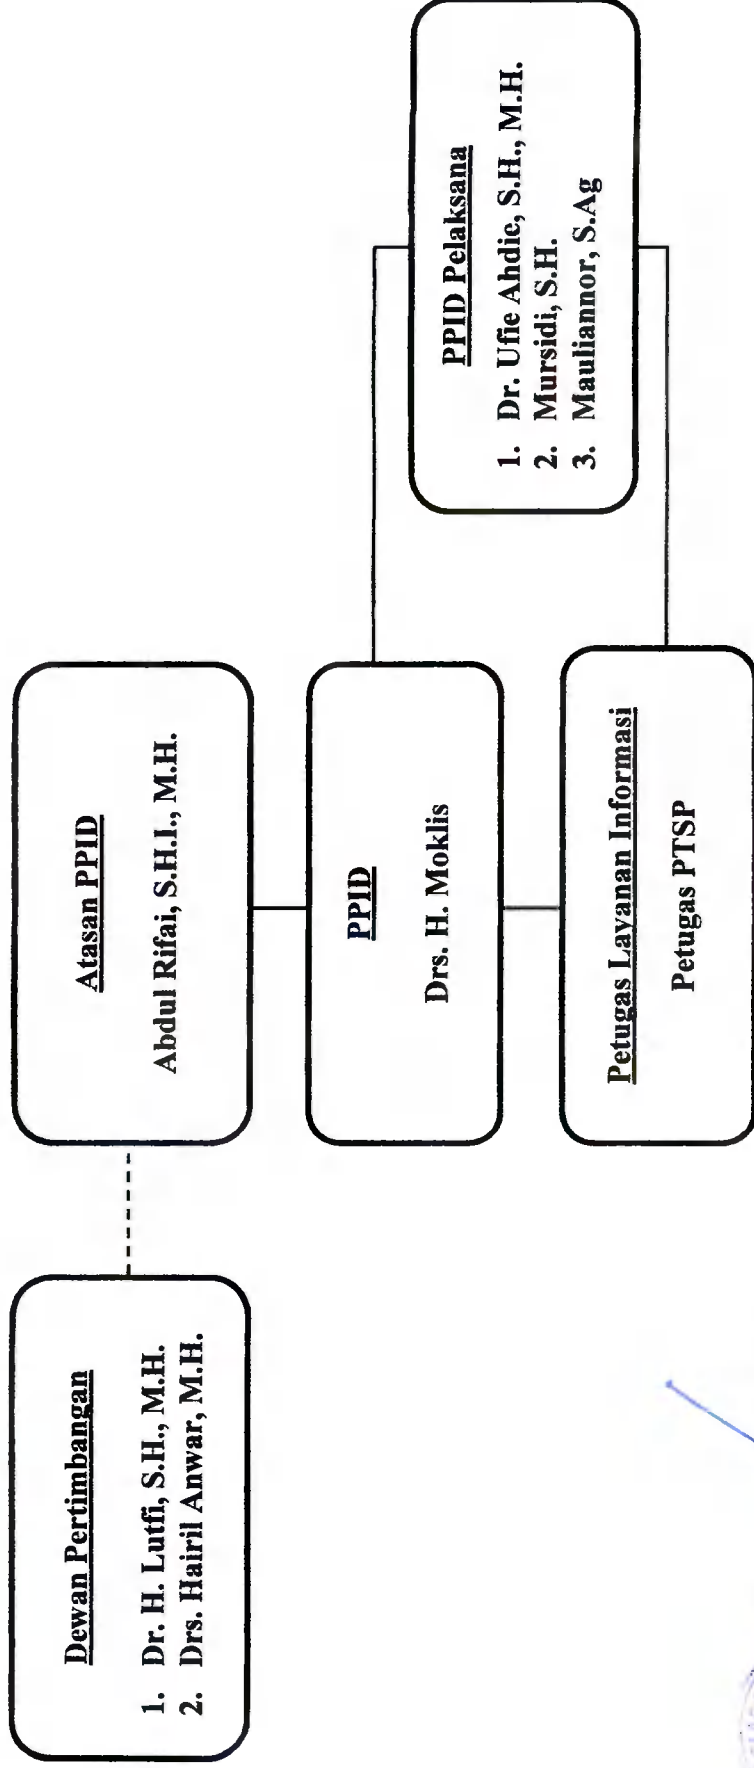 Dewan Pertimbangan
1. Dr. H. Lutfi, S.H., M.H.
2. Drs. Hairil Anwar, M.H.
Atasan PPID
Abdul Rifai, S.H.I., M.H.
PPID
Drs. H. Moklis
PPID Pelaksana
1. Dr. Ufie Ahdie, S.H., M.H.
2. Mursidi, S.H.
3. Mauliannor, S.Ag
Petugas Layanan Informasi
Petugas PTSP